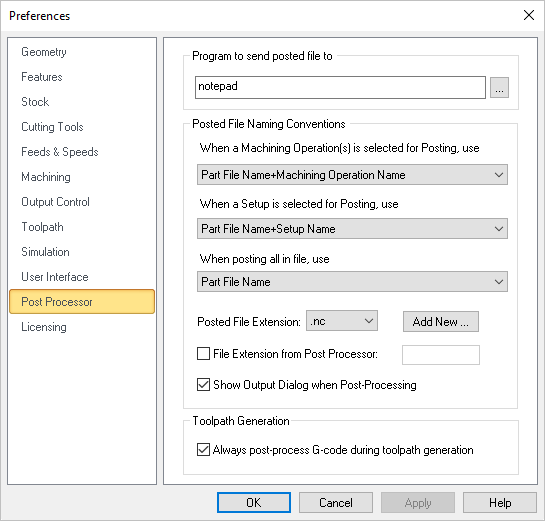 Preferences
Geometry
Features
Stock
Cutting Tools
Feeds & Speeds
Machining
Output Control
Toolpath
Simulation
User Interface
Post Processor
Licensing
Program to send posted file to
notepad
...
Posted File Naming Conventions
When a Machining Operation(s) is selected for Posting, use
Part File Name+Machining Operation Name
When a Setup is selected for Posting, use
Part File Name+Setup Name
When posting all in file, use
Part File Name
Posted File Extension: .nc Add New ...
File Extension from Post Processor:
Show Output Dialog when Post-Processing
Toolpath Generation
Always post-process G-code during toolpath generation
OK Cancel Apply Help